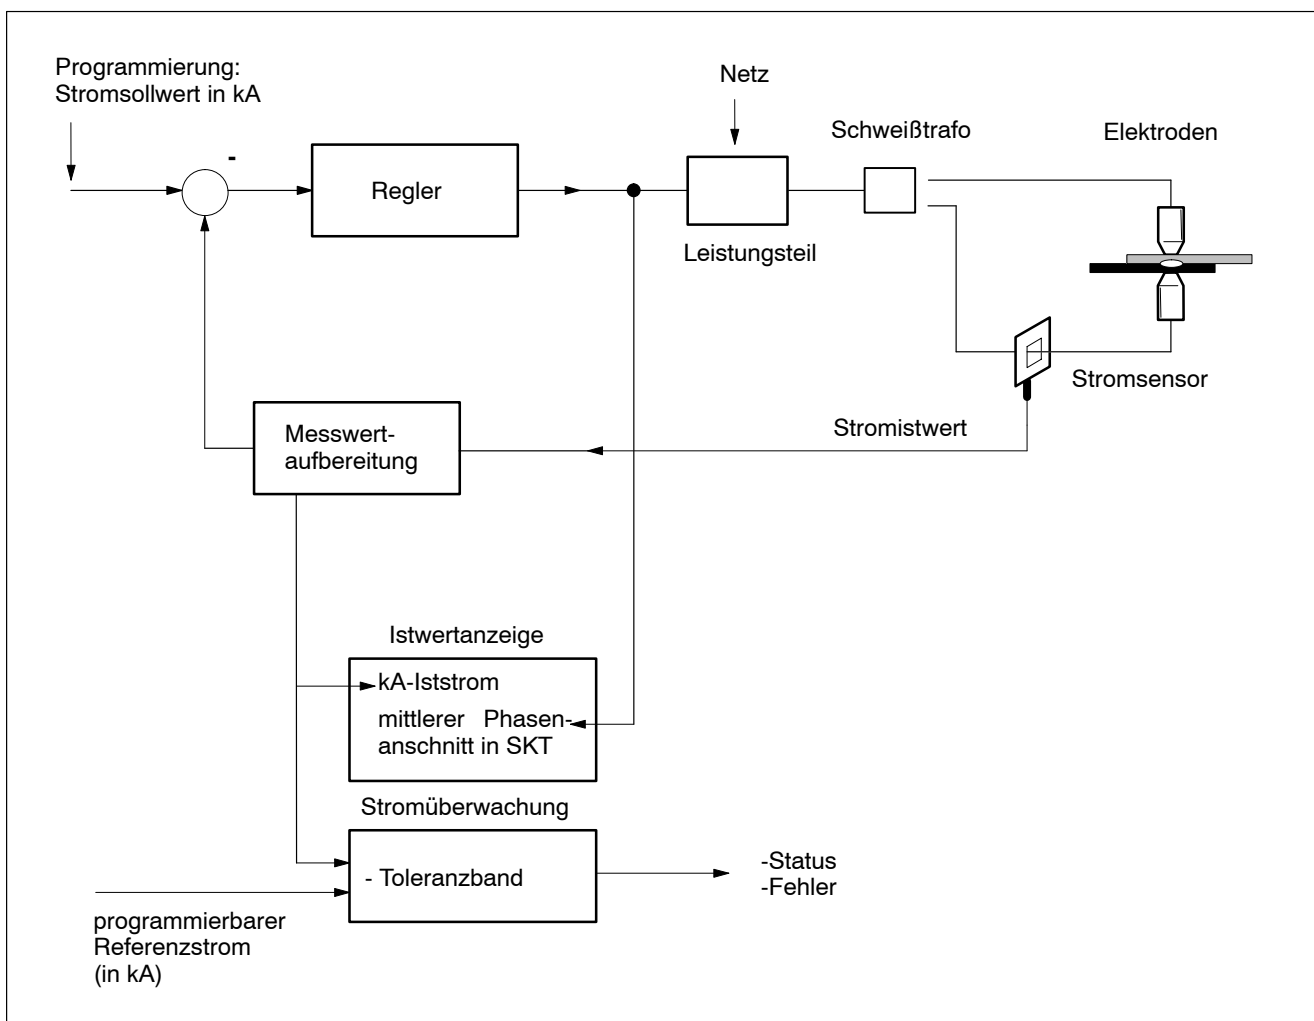 Programmierung:
Stromsollwert in kA
Netz
Schweißtrafo
Elektroden
-
Regler
Leistungsteil
Stromsensor
Messwert-
aufbereitung
Stromistwert
Istwertanzeige
kA-Iststrom
mittlerer Phasen-
anschnitt in SKT
Stromüberwachung
- Toleranzband
-Status
-Fehler
programmierbarer
Referenzstrom
(in kA)